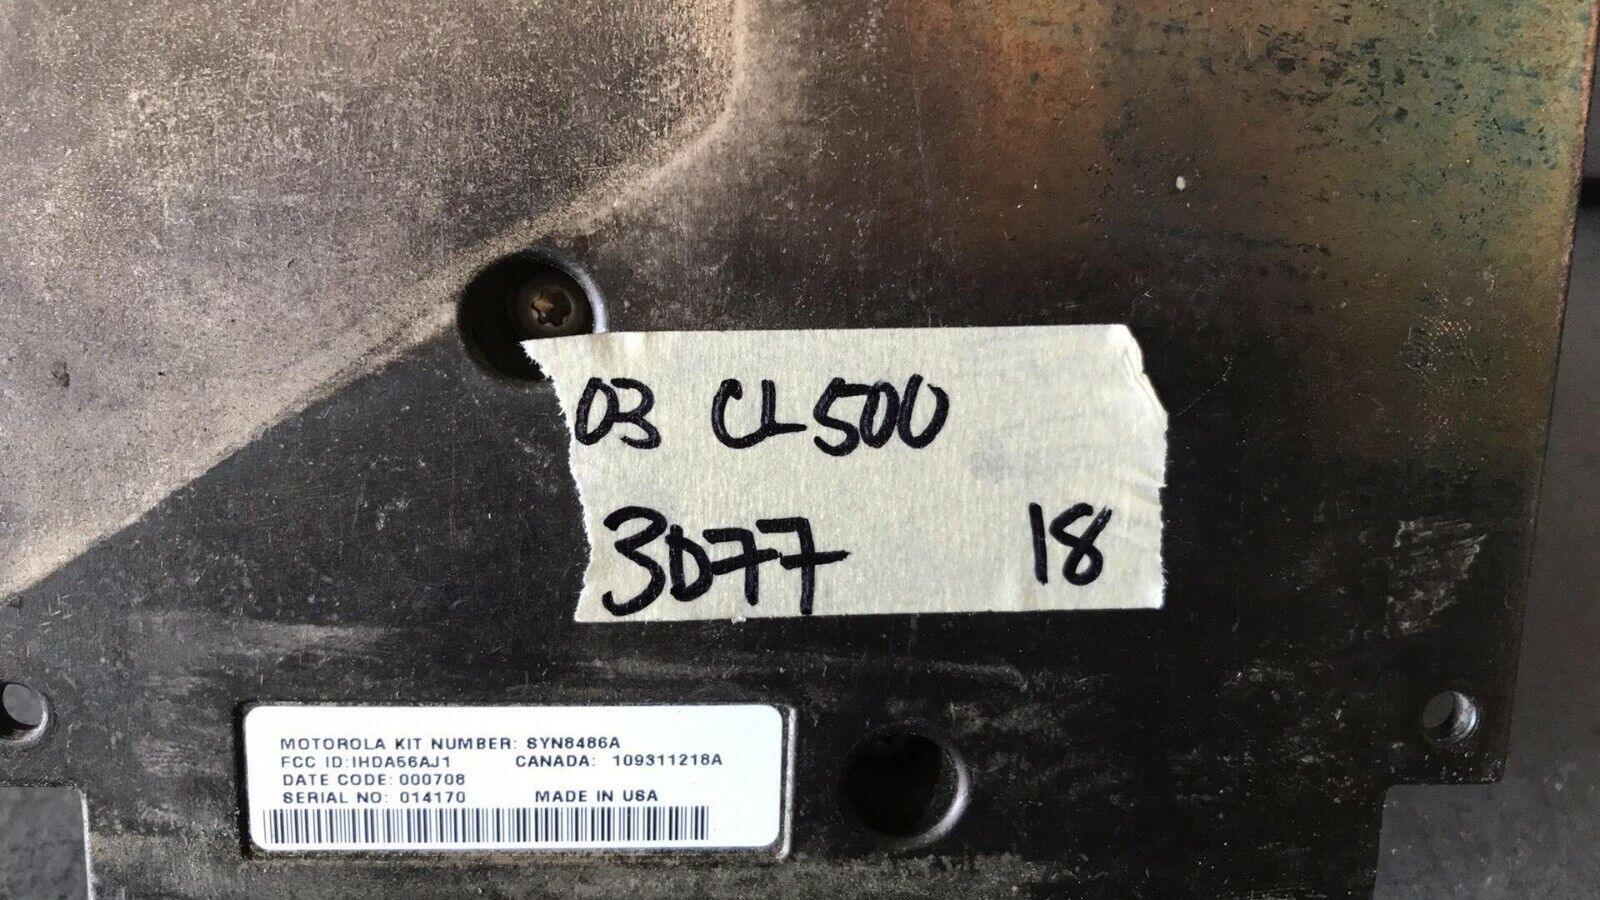 03 CL500
3077 18
MOTOROLA KIT NUMBER: SYN8486A
FCC ID:IHDA56AJ1 CANADA: 109311218A
DATE CODE: 000708
SERIAL NO: 014170 MADE IN USA